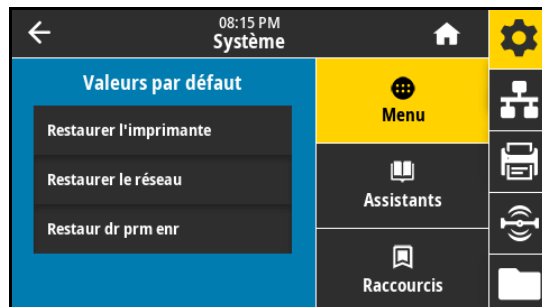 08:15 PM
Système
Valeurs par défaut
Restaurer l'imprimante
Restaurer le réseau
Restaur dr prm enr
Menu
Assistants
Raccourcis